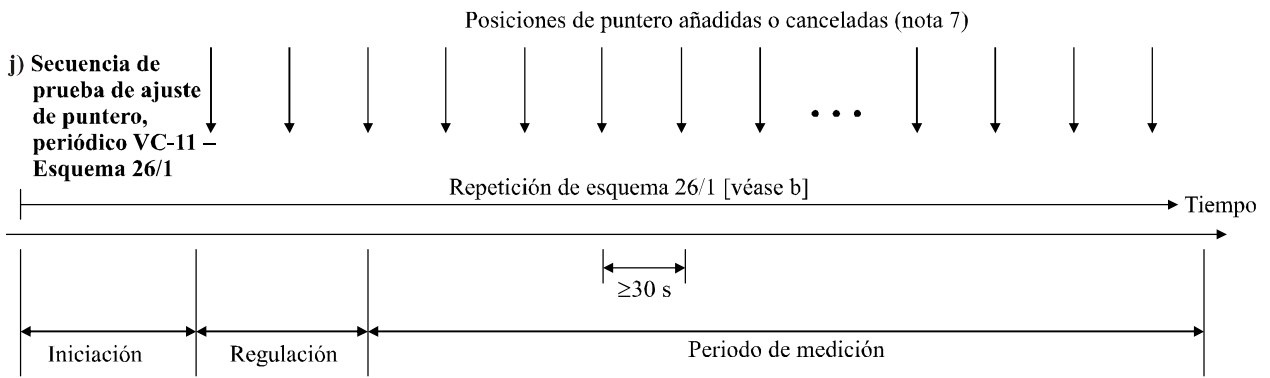 Posiciones de puntero añadidas o canceladas (nota 7)
j) Secuencia de
prueba de ajuste
de puntero,
periódico VC-11 –
Esquema 26/1
• • •
Repetición de esquema 26/1 [véase b]
Tiempo
≥30 s
Iniciación
Regulación
Periodo de medición